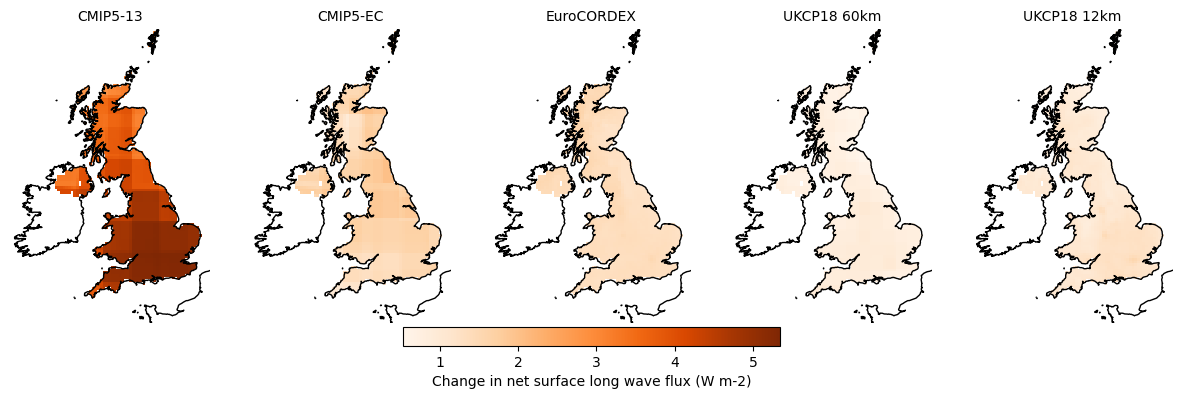 CMIP5-13
CMIP5-EC
EuroCORDEX
UKCP18 60km
UKCP18 12km
1 2 3 4 5
Change in net surface long wave flux (W m-2)